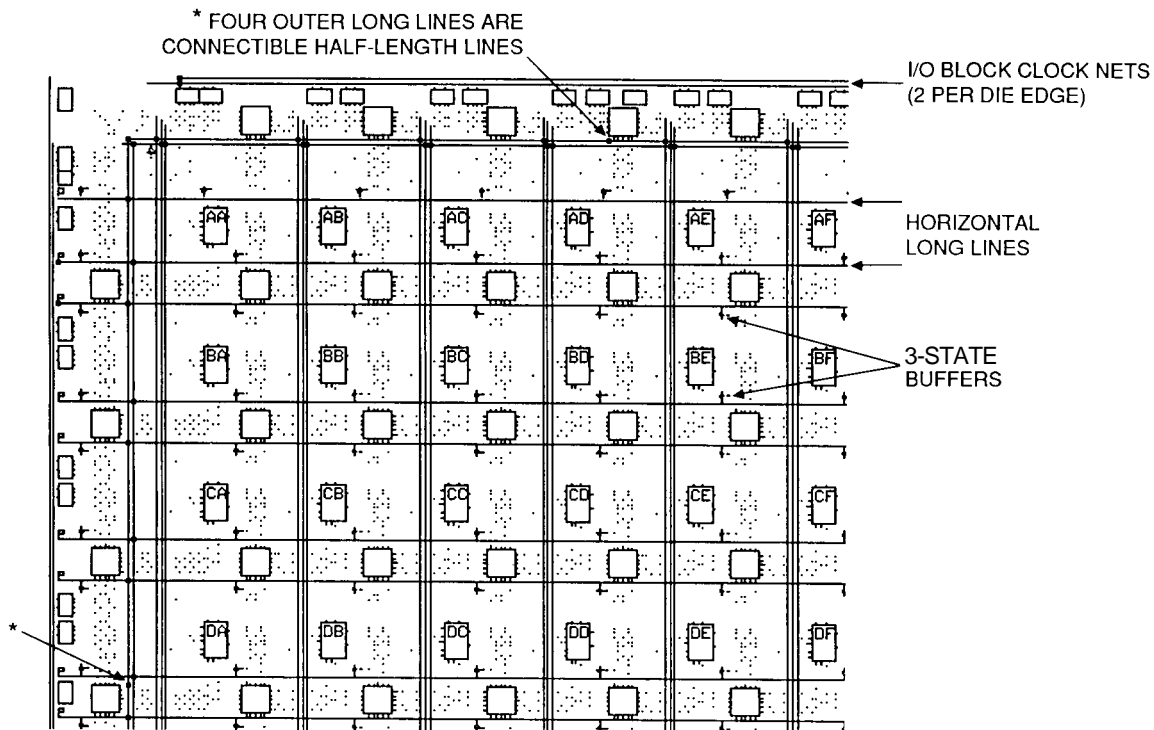 * FOUR OUTER LONG LINES ARE
CONNECTIBLE HALF-LENGTH LINES
I/O BLOCK CLOCK NETS
(2 PER DIE EDGE)
AA AB AC AD AE AF
HORIZONTAL
LONG LINES
BA BB BC BD BE BF
3-STATE
BUFFERS
CA CB CC CD CE CF
*
DA DB DC DD DE DF